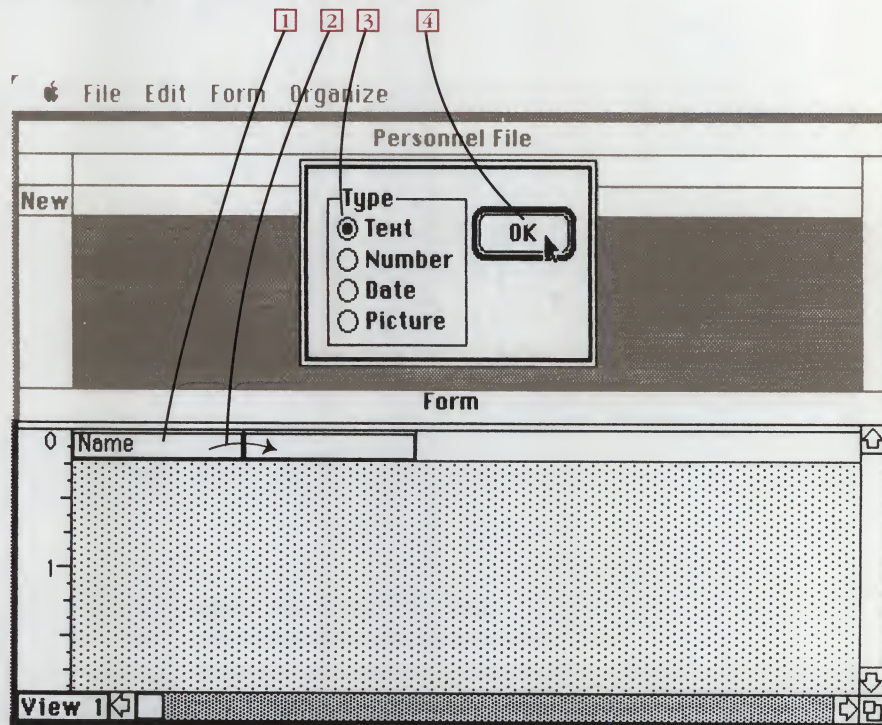 1 2 3 4
File Edit Form Organize
Personnel File
New
Type
Text
Number
Date
Picture
OK
Form
0 Name
1
View 1